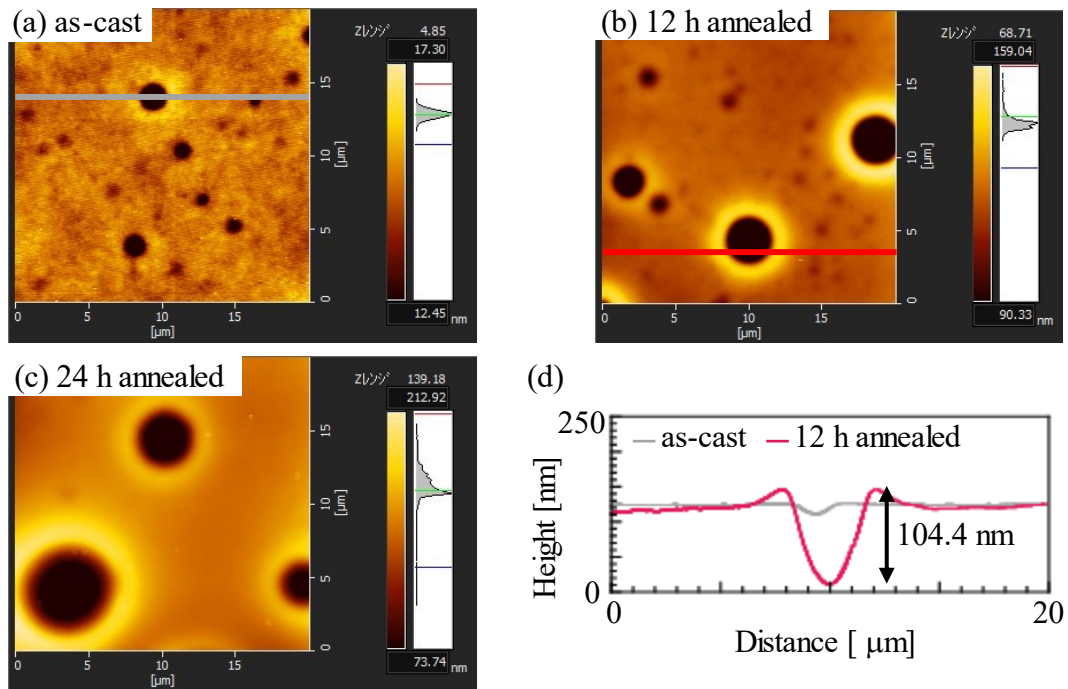 (a) as-cast
Zレンジ 4.85
17.30
15
10
5
0
[µm]
0 5 10 15
[µm]
12.45 nm
(b) 12 h annealed
Zレンジ 68.71
159.04
15
10
5
0
[µm]
0 5 10 15
[µm]
90.33 nm
(c) 24 h annealed
Zレンジ 139.18
212.92
15
10
5
0
[µm]
0 5 10 15
[µm]
73.74 nm
(d)
250
as-cast 12 h annealed
Height [nm]
104.4 nm
0
0 20
Distance [ µm]